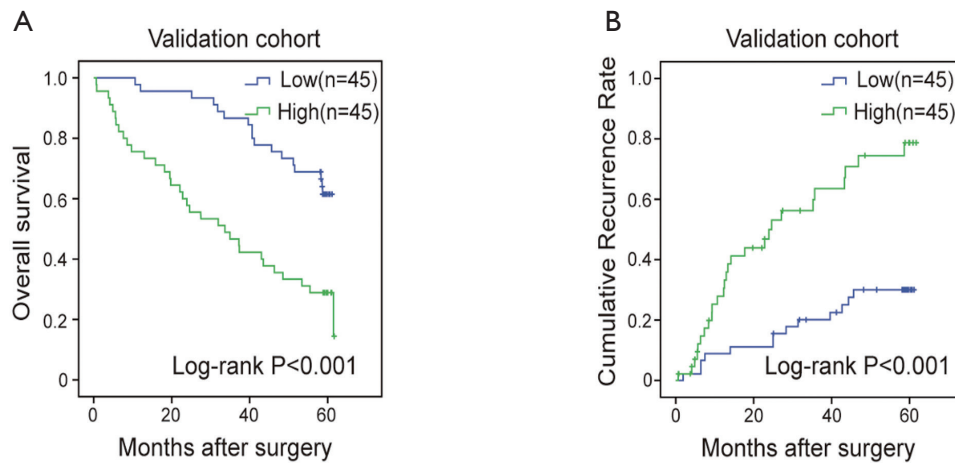 A
Validation cohort
Overall survival
1.0
0.8
0.6
0.4
0.2
0
Low(n=45)
High(n=45)
Log-rank P<0.001
0 20 40 60
Months after surgery
B
Validation cohort
Cumulative Recurrence Rate
1.0
0.8
0.6
0.4
0.2
0
Low(n=45)
High(n=45)
Log-rank P<0.001
0 20 40 60
Months after surgery